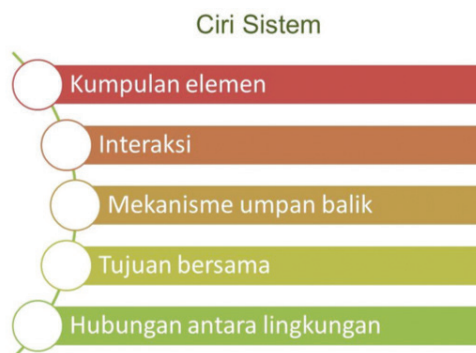 Ciri Sistem
Kumpulan elemen
Interaksi
Mekanisme umpan balik
Tujuan bersama
Hubungan antara lingkungan